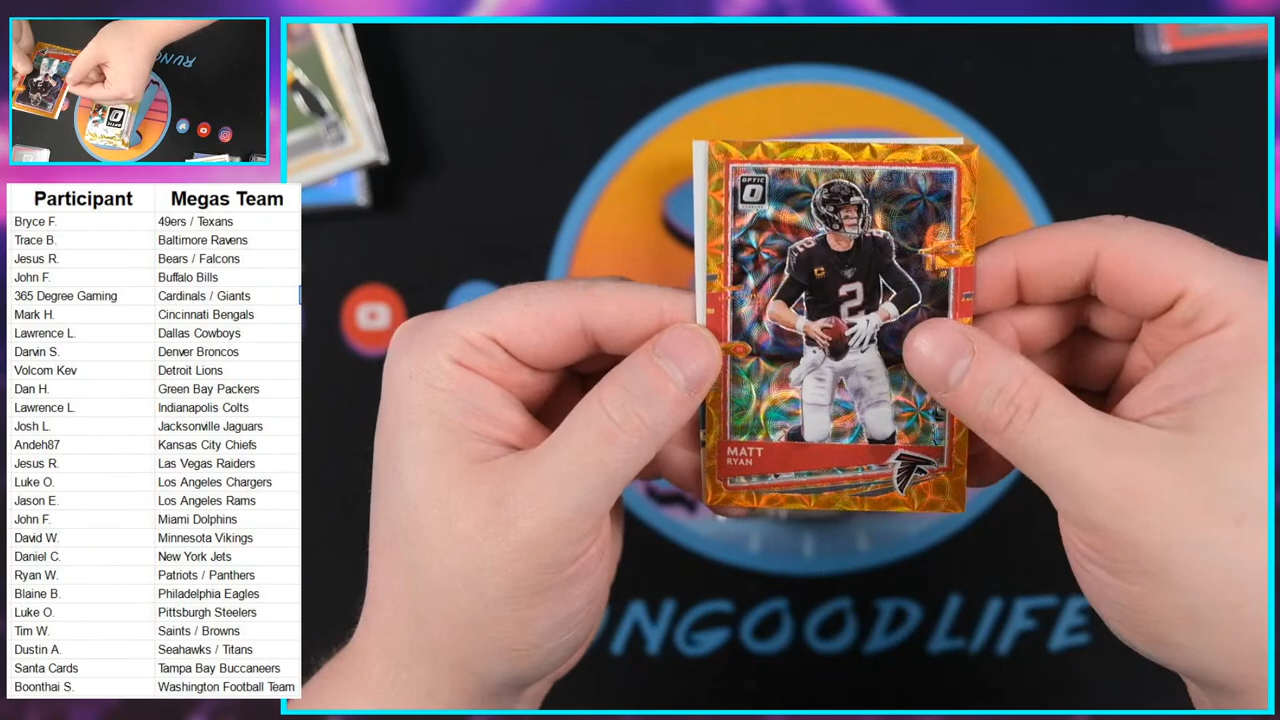 RUNGOOD
OPTIC
Participant Megas Team
Bryce F. 49ers / Texans
Trace B. Baltimore Ravens
Jesus R. Bears / Falcons
John F. Buffalo Bills
365 Degree Gaming Cardinals / Giants
Mark H. Cincinnati Bengals
Lawrence L. Dallas Cowboys
Darvin S. Denver Broncos
Volcom Kev Detroit Lions
Dan H. Green Bay Packers
Lawrence L. Indianapolis Colts
Josh L. Jacksonville Jaguars
Andeh87 Kansas City Chiefs
Jesus R. Las Vegas Raiders
Luke O. Los Angeles Chargers
Jason E. Los Angeles Rams
John F. Miami Dolphins
David W. Minnesota Vikings
Daniel C. New York Jets
Ryan W. Patriots / Panthers
Blaine B. Philadelphia Eagles
Luke O. Pittsburgh Steelers
Tim W. Saints / Browns
Dustin A. Seahawks / Titans
Santa Cards Tampa Bay Buccaneers
Boonthai S. Washington Football Team
OPTIC
2
2
MATT
RYAN
UNGOODLIFE